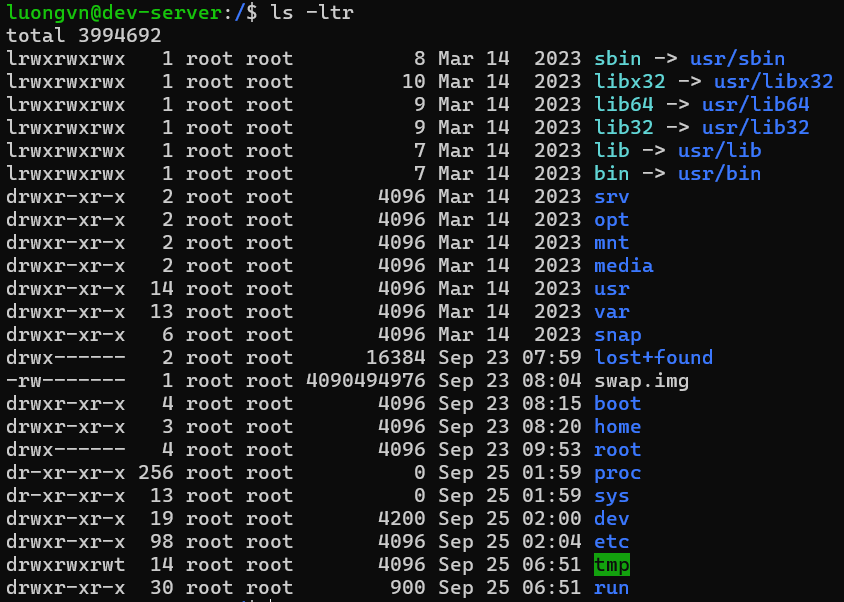 luongvn@dev-server:/$ ls -ltr
total 3994692
lrwxrwxrwx   1 root root          8 Mar 14  2023 sbin -> usr/sbin
lrwxrwxrwx   1 root root         10 Mar 14  2023 libx32 -> usr/libx32
lrwxrwxrwx   1 root root          9 Mar 14  2023 lib64 -> usr/lib64
lrwxrwxrwx   1 root root          9 Mar 14  2023 lib32 -> usr/lib32
lrwxrwxrwx   1 root root          7 Mar 14  2023 lib -> usr/lib
lrwxrwxrwx   1 root root          7 Mar 14  2023 bin -> usr/bin
drwxr-xr-x   2 root root       4096 Mar 14  2023 srv
drwxr-xr-x   2 root root       4096 Mar 14  2023 opt
drwxr-xr-x   2 root root       4096 Mar 14  2023 mnt
drwxr-xr-x   2 root root       4096 Mar 14  2023 media
drwxr-xr-x  14 root root       4096 Mar 14  2023 usr
drwxr-xr-x  13 root root       4096 Mar 14  2023 var
drwxr-xr-x   6 root root       4096 Mar 14  2023 snap
drwx------   2 root root      16384 Sep 23 07:59 lost+found
-rw-------   1 root root 4090494976 Sep 23 08:04 swap.img
drwxr-xr-x   4 root root       4096 Sep 23 08:15 boot
drwxr-xr-x   3 root root       4096 Sep 23 08:20 home
drwx------   4 root root       4096 Sep 23 09:53 root
dr-xr-xr-x 256 root root          0 Sep 25 01:59 proc
dr-xr-xr-x  13 root root          0 Sep 25 01:59 sys
drwxr-xr-x  19 root root       4200 Sep 25 02:00 dev
drwxr-xr-x  98 root root       4096 Sep 25 02:04 etc
drwxrwxrwt  14 root root       4096 Sep 25 06:51 tmp
drwxr-xr-x  30 root root        900 Sep 25 06:51 run